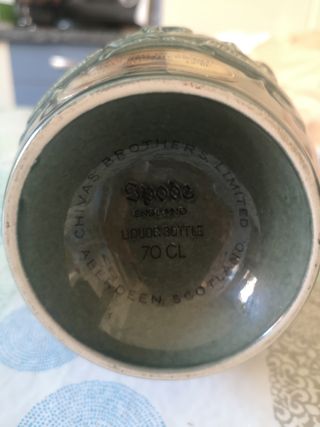 CHIVAS BROTHERS LIMITED
Spode
ENGLAND
LIQUOR BOTTLE
70 CL
ABERDEEN, SCOTLAND.